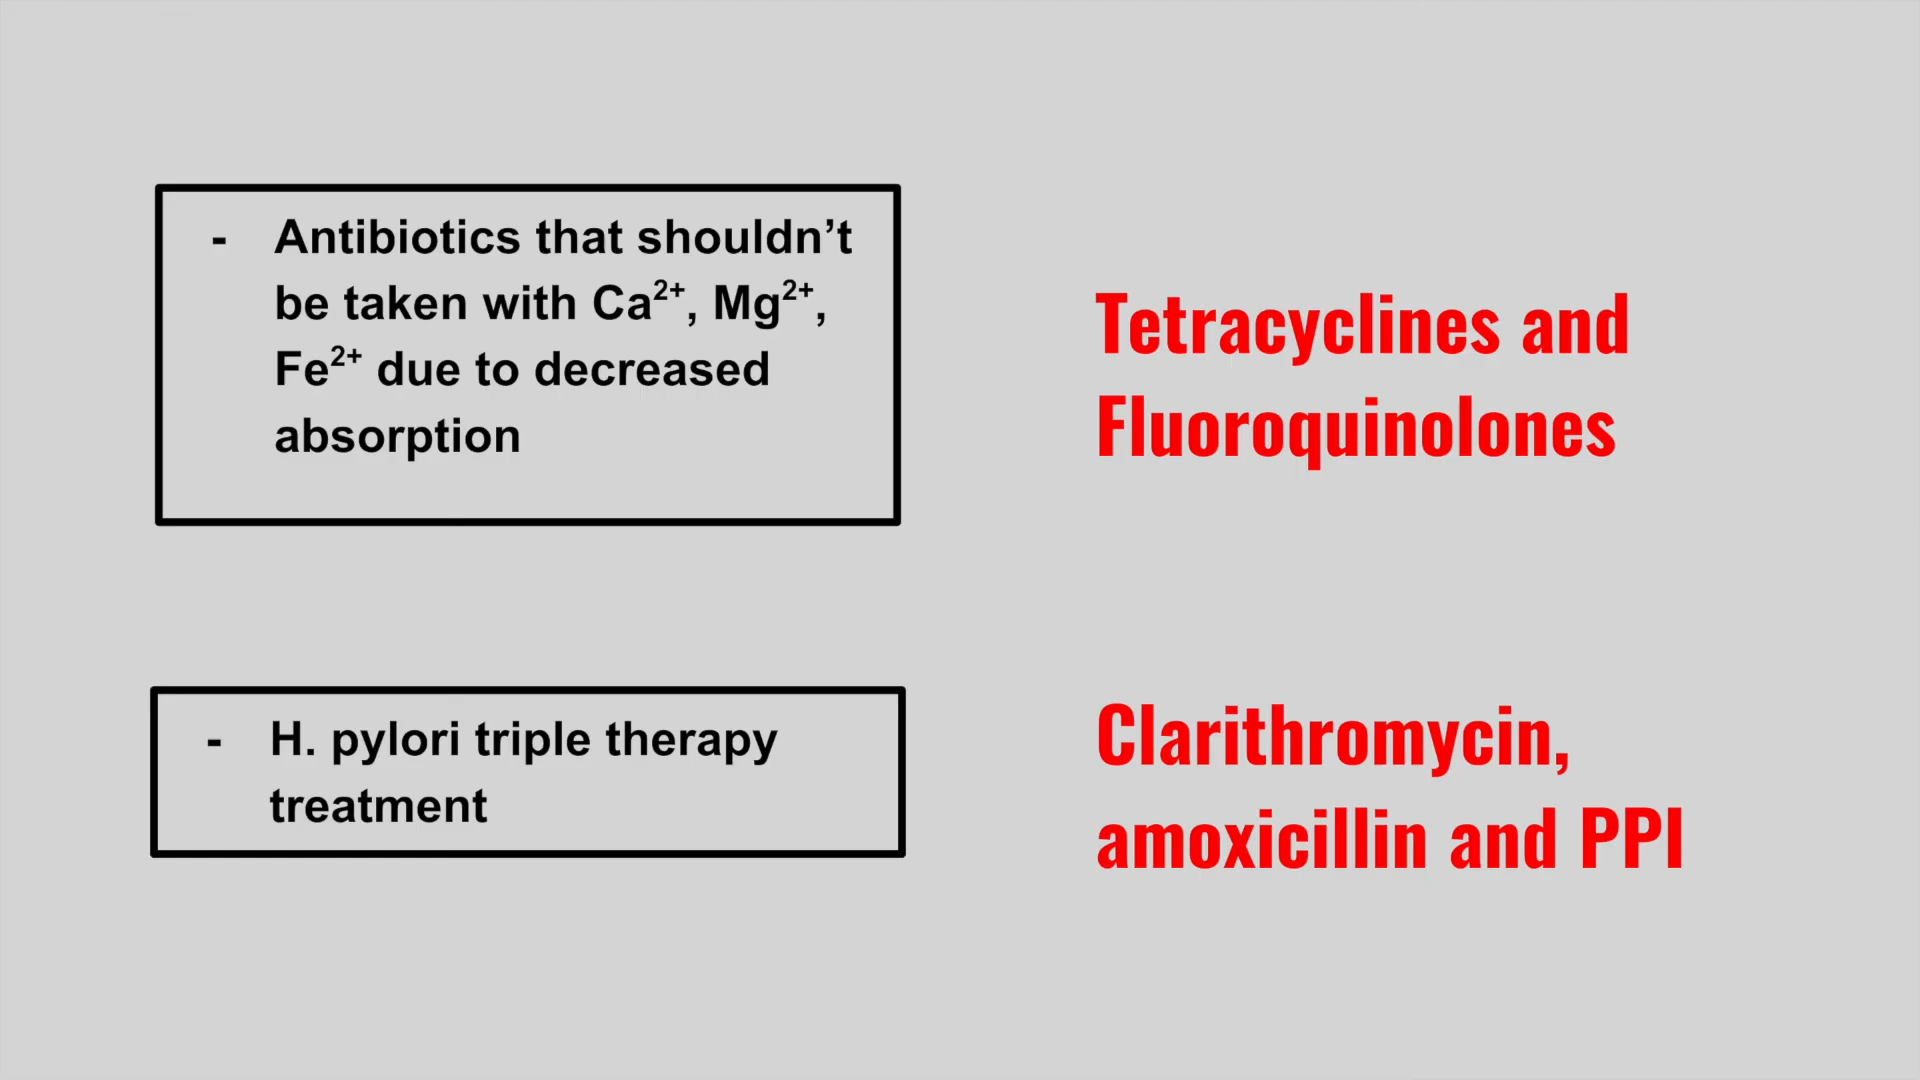 - Antibiotics that shouldn’t
be taken with Ca²⁺, Mg²⁺,
Fe²⁺ due to decreased
absorption
Tetracyclines and
Fluoroquinolones
- H. pylori triple therapy
treatment
Clarithromycin,
amoxicillin and PPI